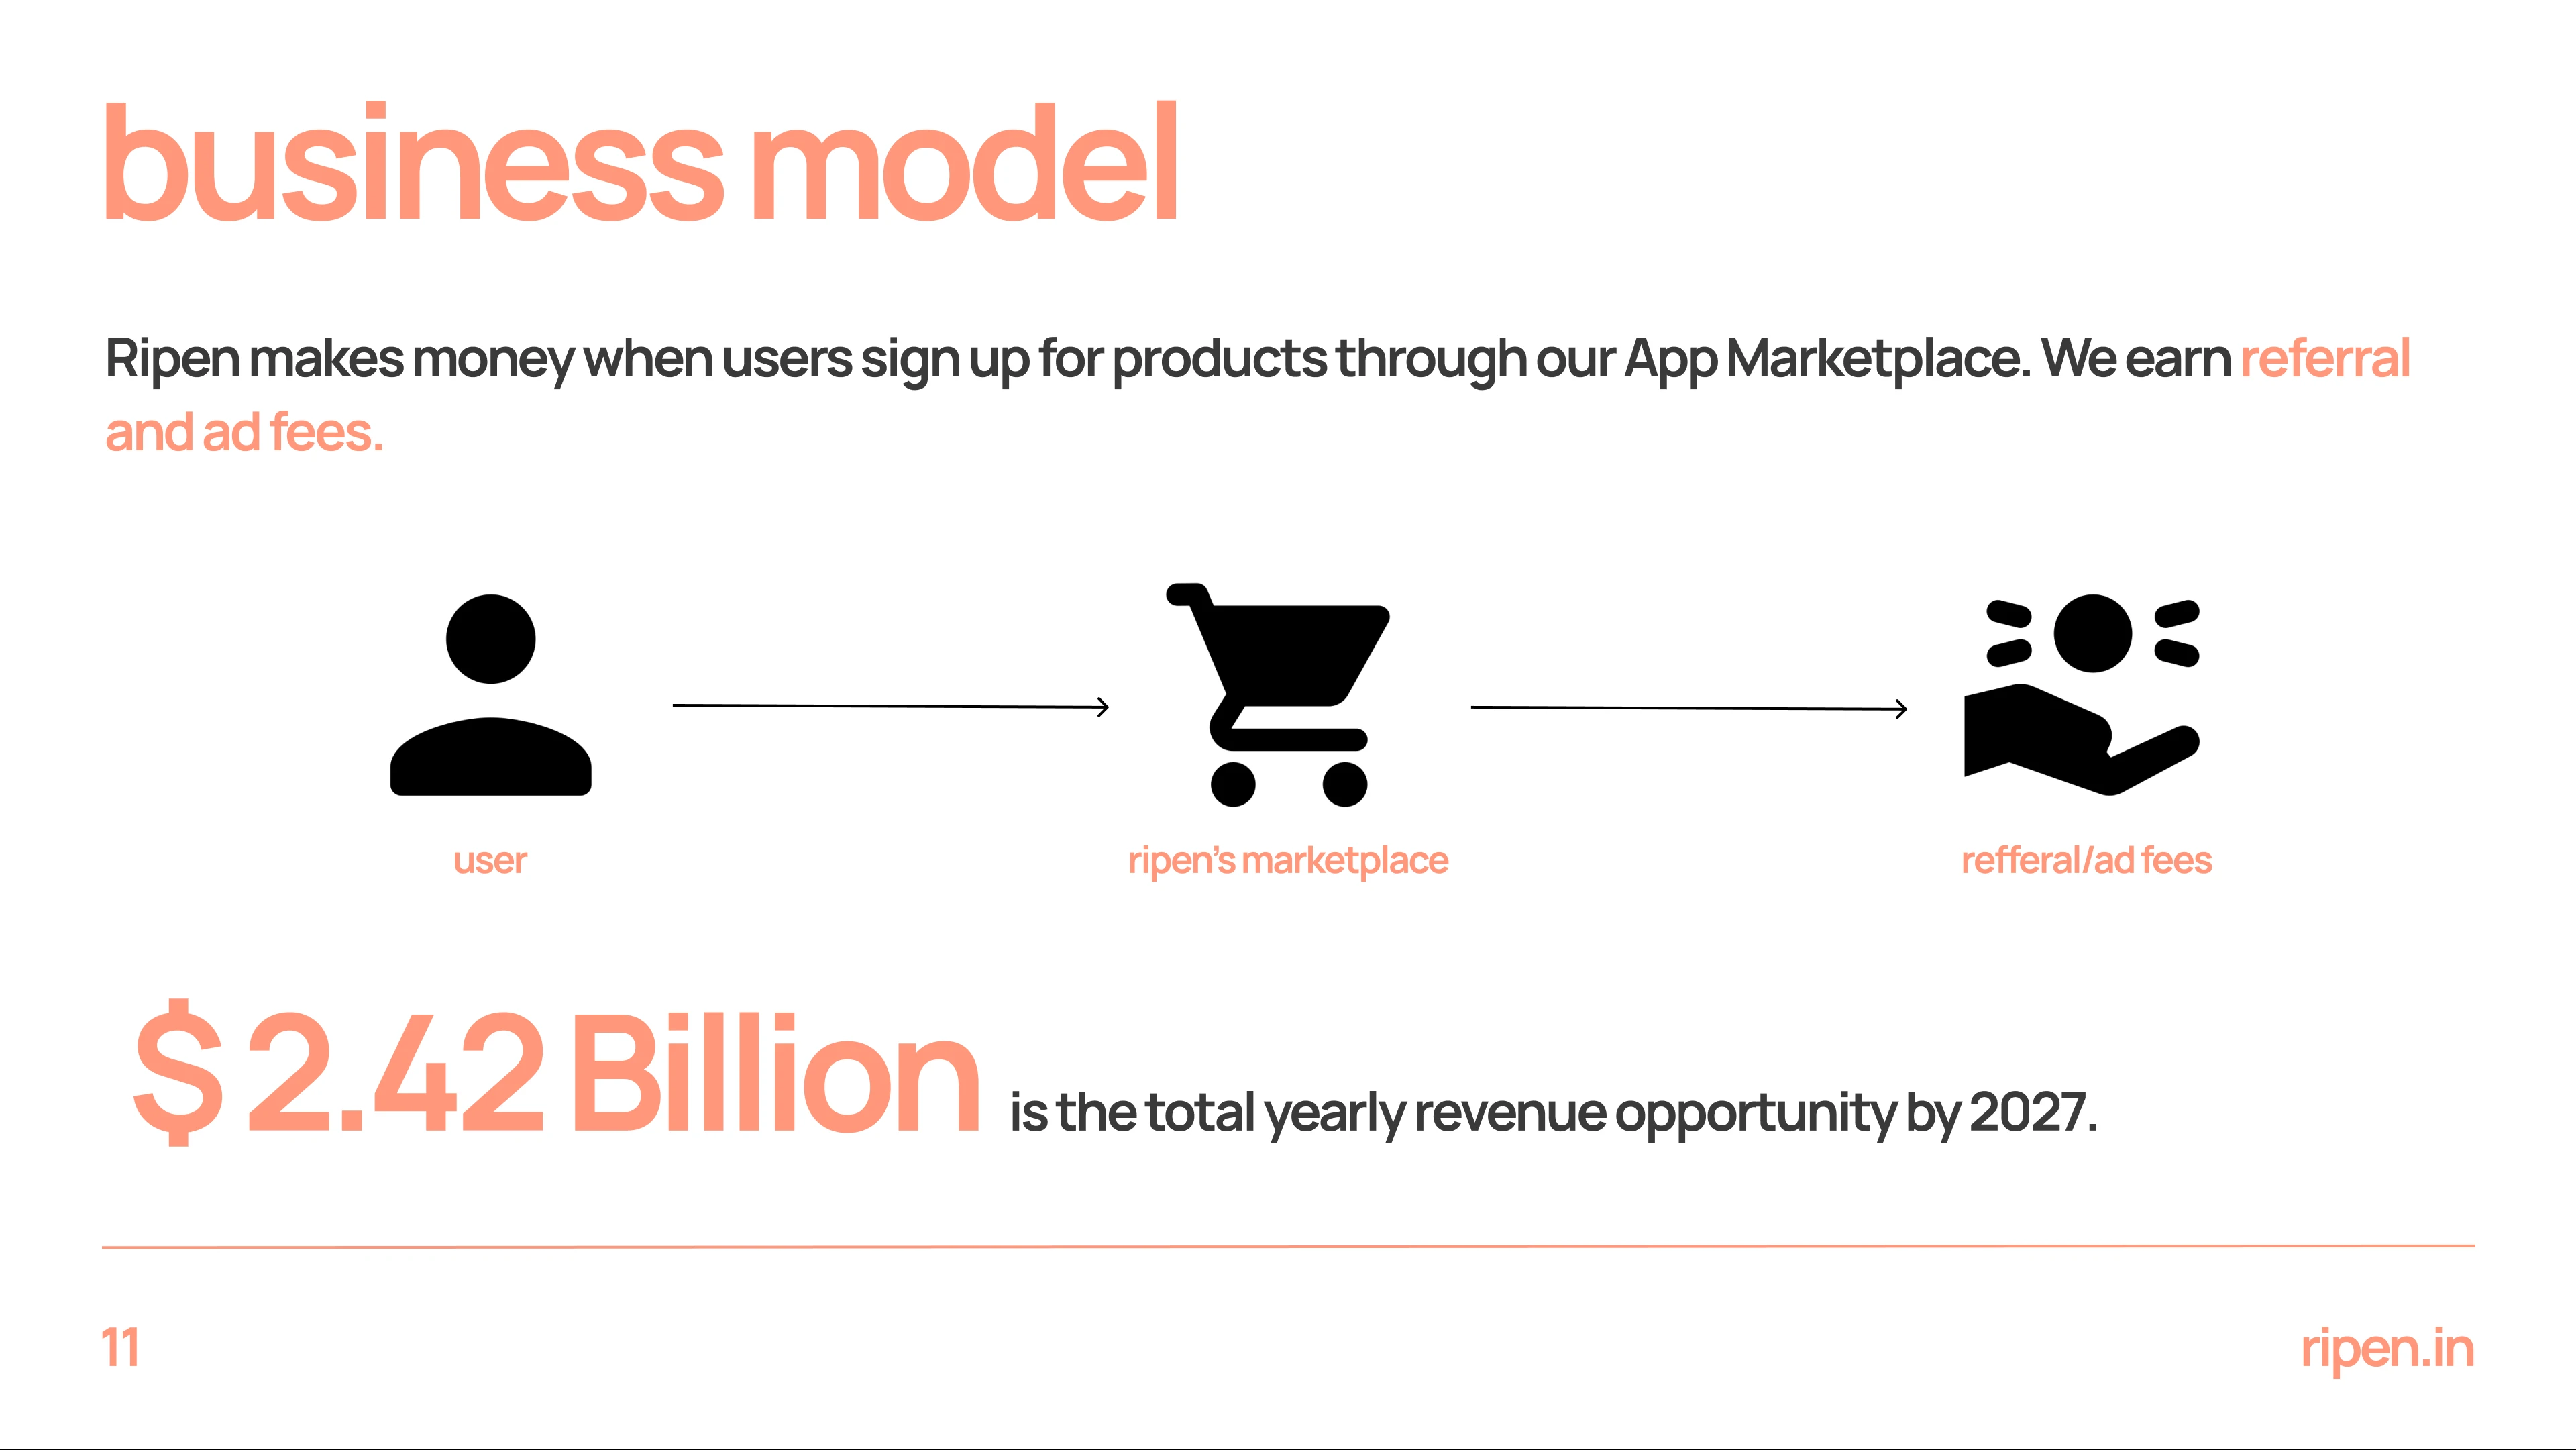 business model
Ripen makes money when users sign up for products through our App Marketplace. We earn referral
and ad fees.
user
ripen's marketplace
refferal/ad fees
$ 2.42 Billion is the total yearly revenue opportunity by 2027.
11
ripen.in